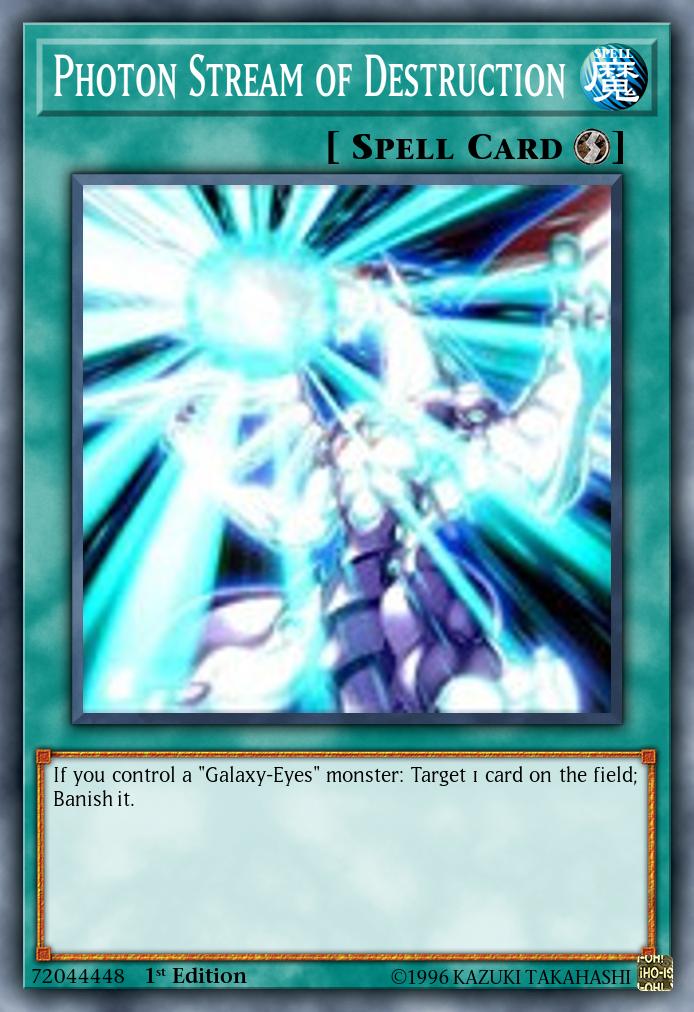 PHOTON STREAM OF DESTRUCTION
SPELL
魔
[ SPELL CARD ]
If you control a "Galaxy-Eyes" monster: Target 1 card on the field;
Banish it.
72044448 1st Edition ©1996 KAZUKI TAKAHASHI